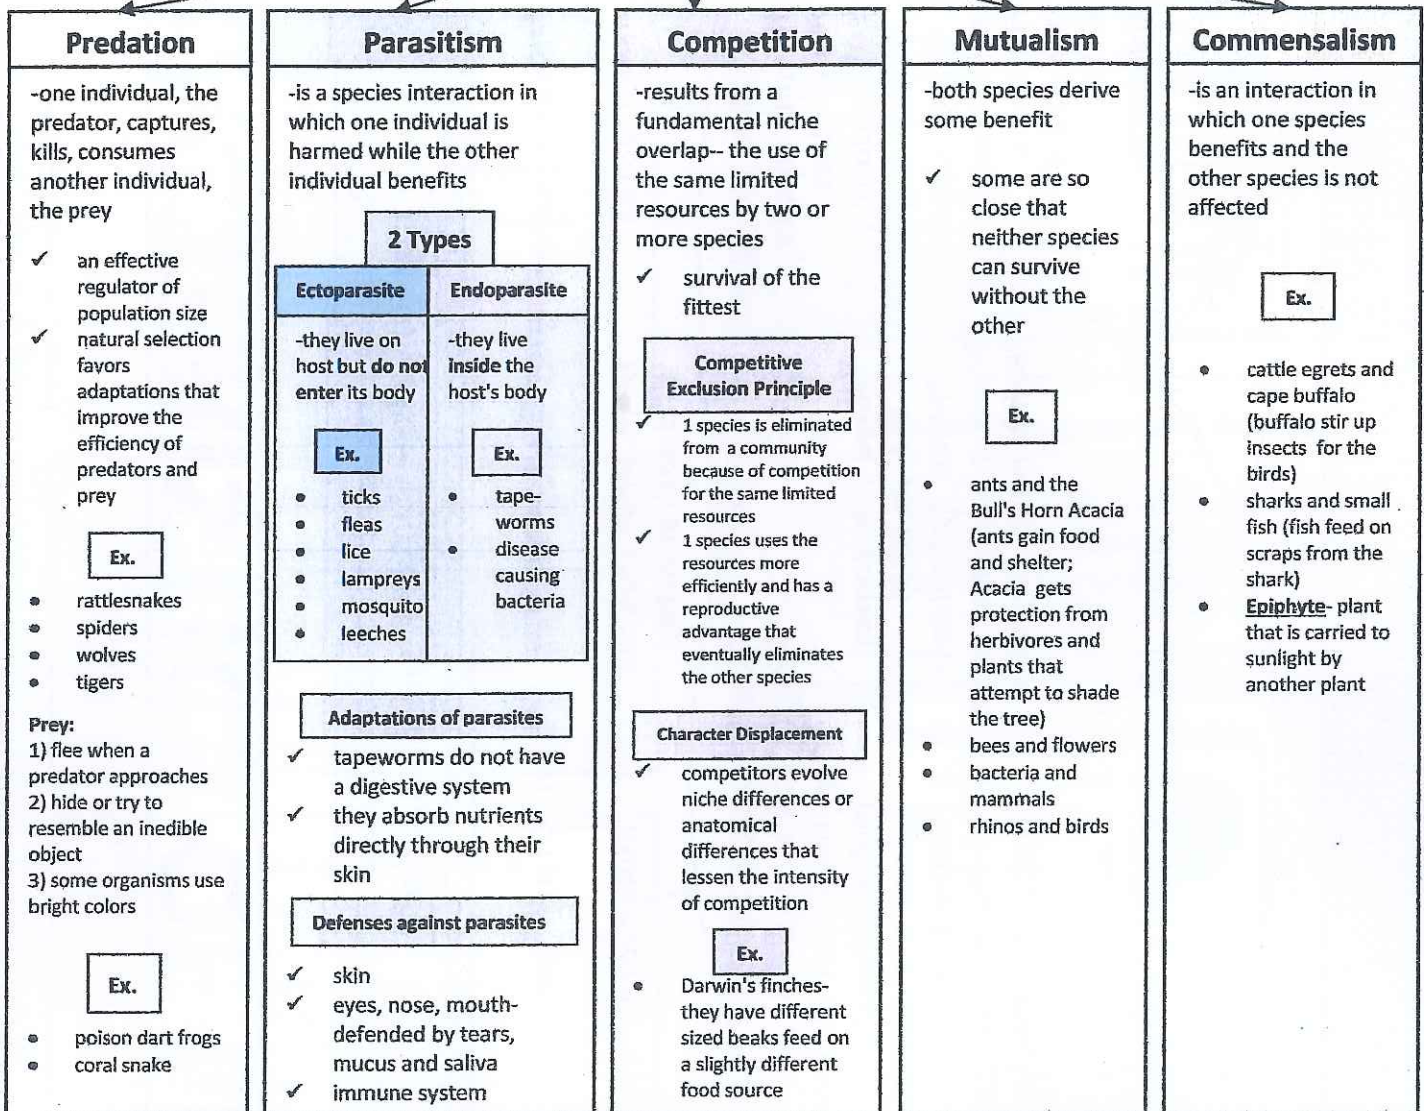 Predation
-one individual, the
predator, captures,
kills, consumes
another individual,
the prey
✓ an effective
regulator of
population size
✓ natural selection
favors
adaptations that
improve the
efficiency of
predators and
prey
Ex.
• rattlesnakes
• spiders
• wolves
• tigers
Prey:
1) flee when a
predator approaches
2) hide or try to
resemble an inedible
object
3) some organisms use
bright colors
Ex.
• poison dart frogs
• coral snake
Parasitism
-is a species interaction in
which one individual is
harmed while the other
individual benefits
2 Types
Ectoparasite
-they live on
host but do not
enter its body
Ex.
• ticks
• fleas
• lice
• lampreys
• mosquito
• leeches
Endoparasite
-they live
inside the
host's body
Ex.
• tape-
worms
• disease
causing
bacteria
Adaptations of parasites
✓ tapeworms do not have
a digestive system
✓ they absorb nutrients
directly through their
skin
Defenses against parasites
✓ skin
✓ eyes, nose, mouth-
defended by tears,
mucus and saliva
✓ immune system
Competition
-results from a
fundamental niche
overlap-- the use of
the same limited
resources by two or
more species
✓ survival of the
fittest
Competitive
Exclusion Principle
✓ 1 species is eliminated
from a community
because of competition
for the same limited
resources
✓ 1 species uses the
resources more
efficiently and has a
reproductive
advantage that
eventually eliminates
the other species
Character Displacement
✓ competitors evolve
niche differences or
anatomical
differences that
lessen the intensity
of competition
Ex.
• Darwin's finches-
they have different
sized beaks feed on
a slightly different
food source
Mutualism
-both species derive
some benefit
✓ some are so
close that
neither species
can survive
without the
other
Ex.
• ants and the
Bull's Horn Acacia
(ants gain food
and shelter;
Acacia gets
protection from
herbivores and
plants that
attempt to shade
the tree)
• bees and flowers
• bacteria and
mammals
• rhinos and birds
Commensalism
-is an interaction in
which one species
benefits and the
other species is not
affected
Ex.
• cattle egrets and
cape buffalo
(buffalo stir up
insects for the
birds)
• sharks and small
fish (fish feed on
scraps from the
shark)
• Epiphyte- plant
that is carried to
sunlight by
another plant